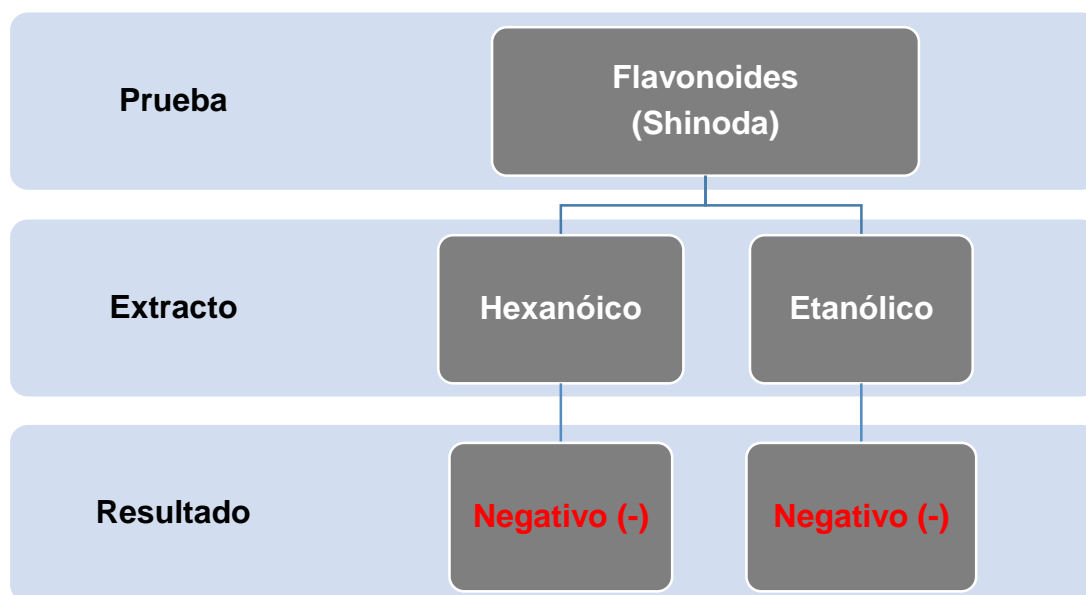 Prueba
Flavonoides
(Shinoda)
Extracto
Hexanóico
Etanólico
Resultado
Negativo (-)
Negativo (-)